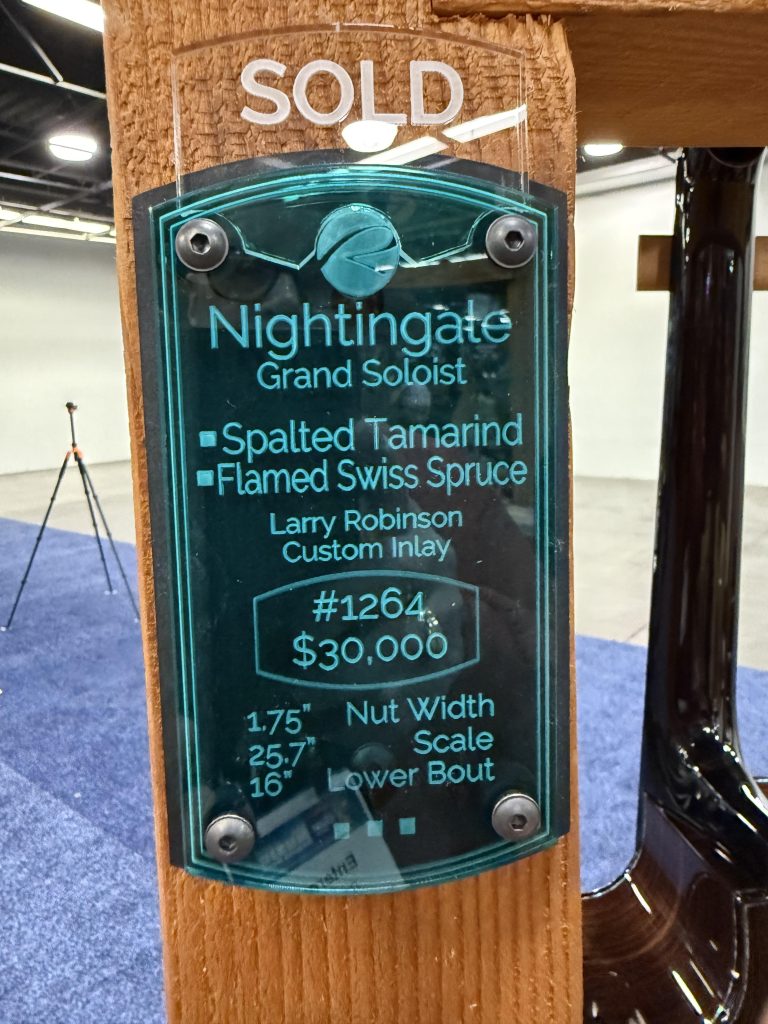 SOLD
Nightingale
Grand Soloist
▪Spalted Tamarind
▪Flamed Swiss Spruce
Larry Robinson
Custom Inlay
#1264
$30,000
1.75" Nut Width
25.7" Scale
16" Lower Bout